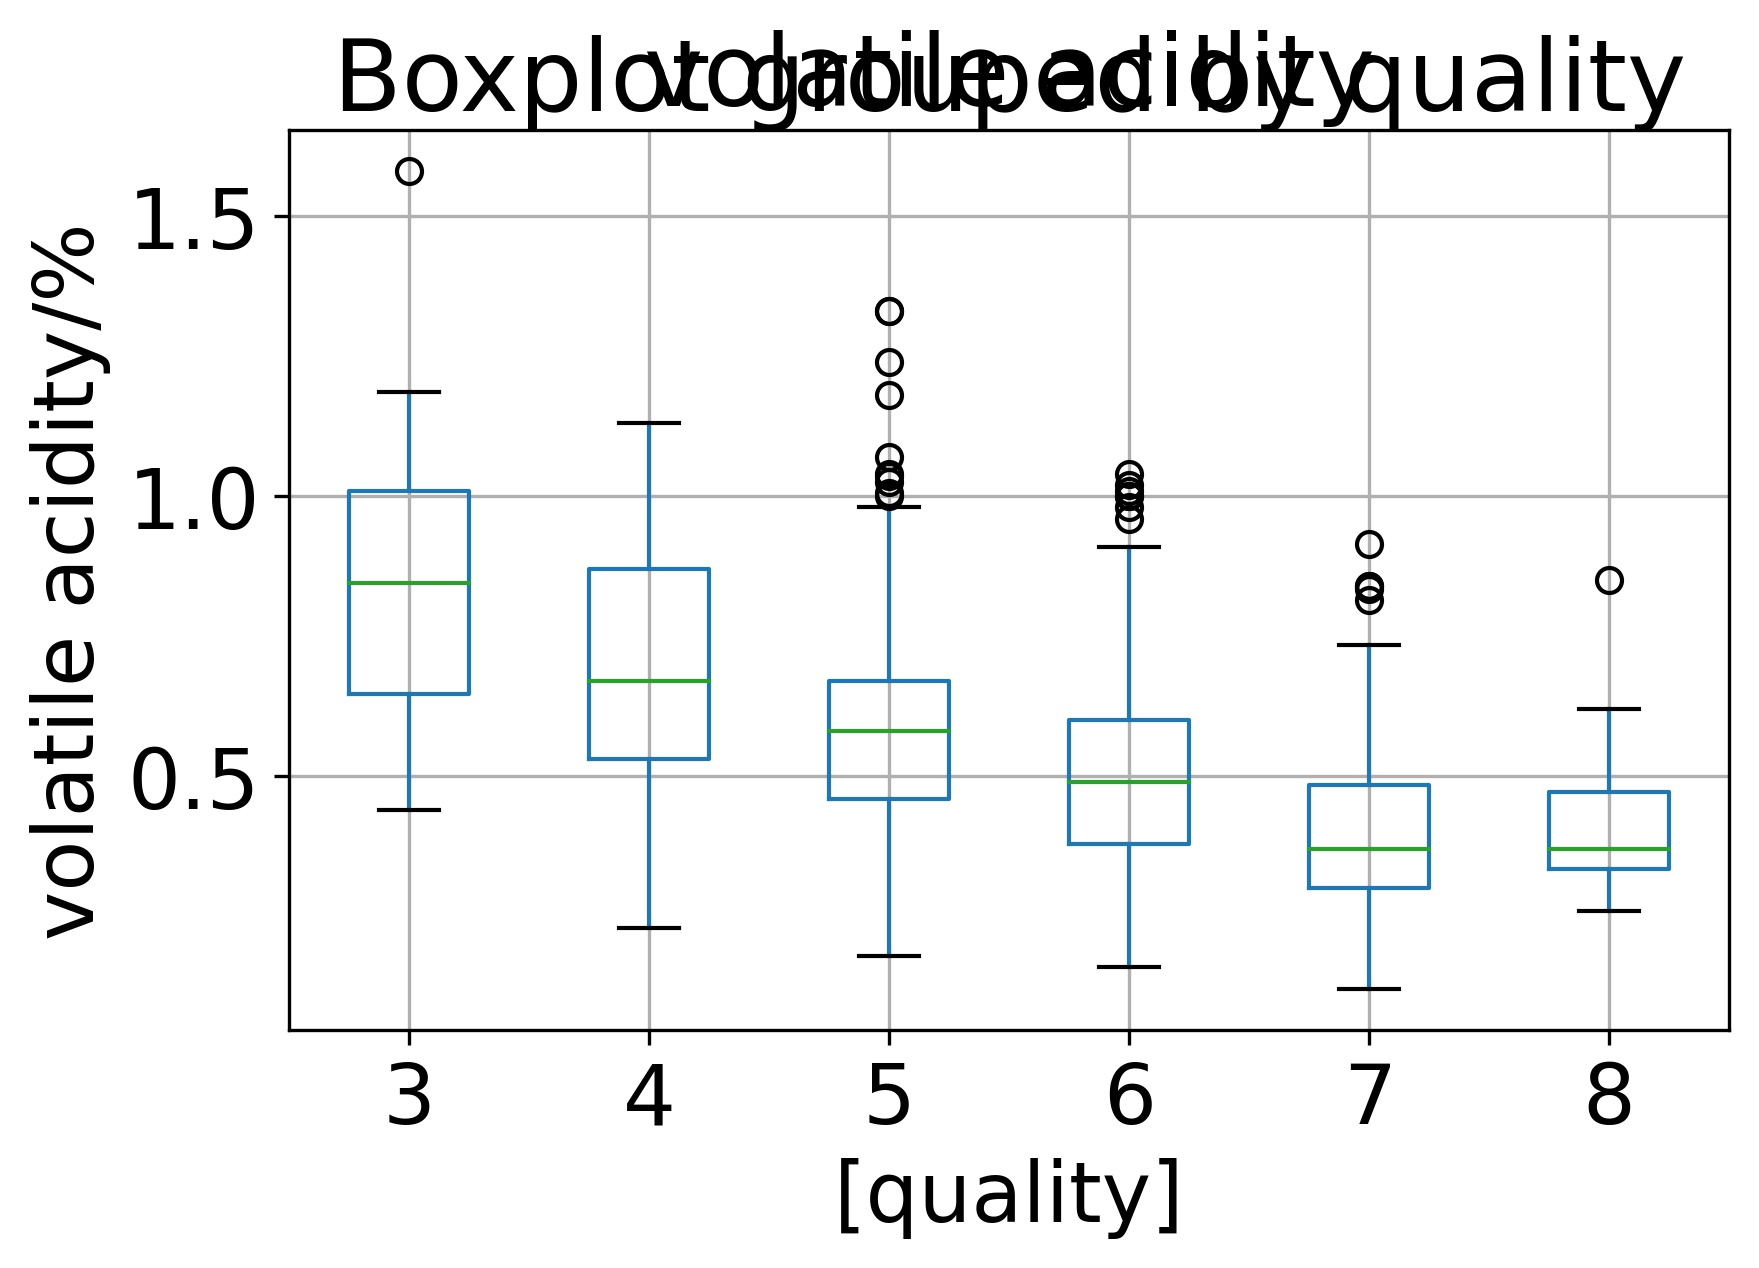 Boxplot grouped by quality
volatile acidity
volatile acidity/%
1.5
1.0
0.5
3 4 5 6 7 8
[quality]